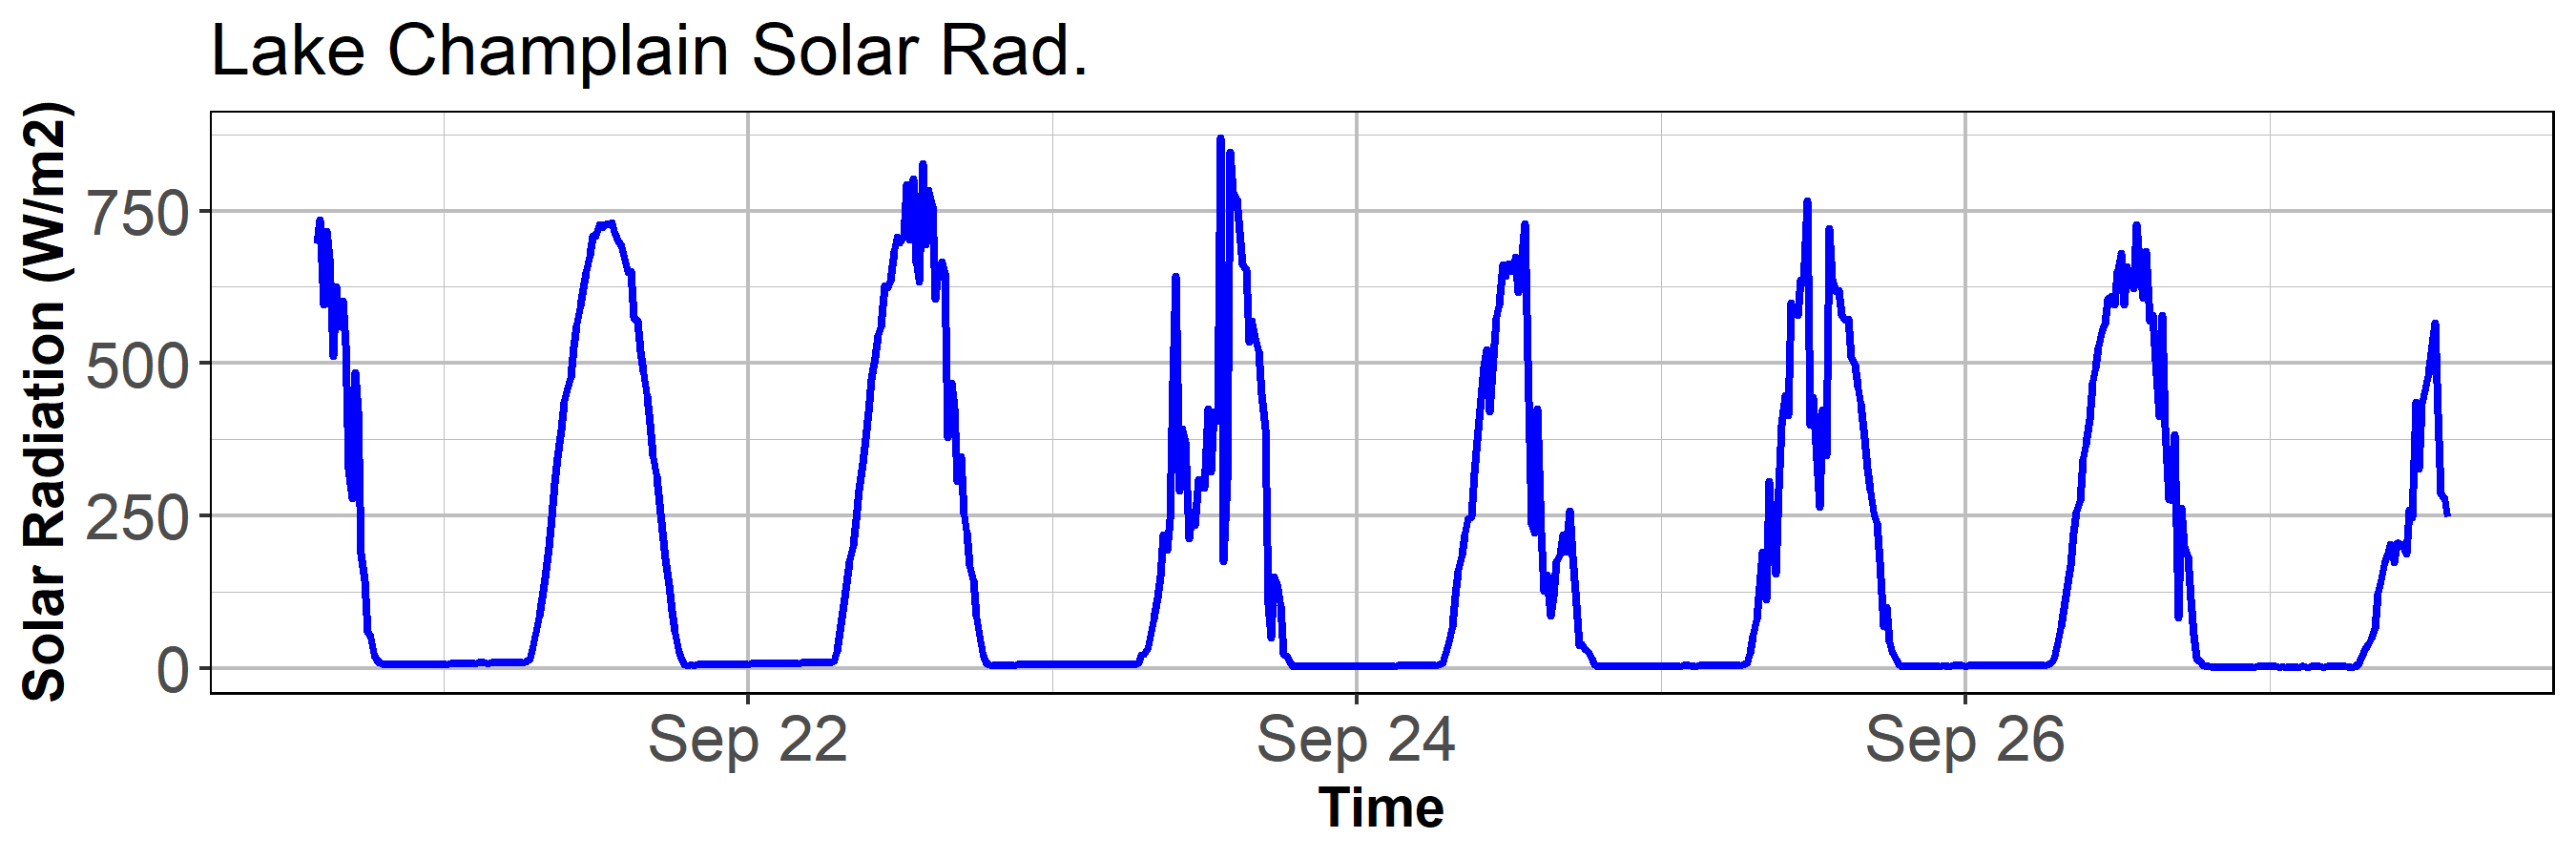 Lake Champlain Solar Rad.
Solar Radiation (W/m2)
750
500
250
0
Sep 22 Sep 24 Sep 26
Time